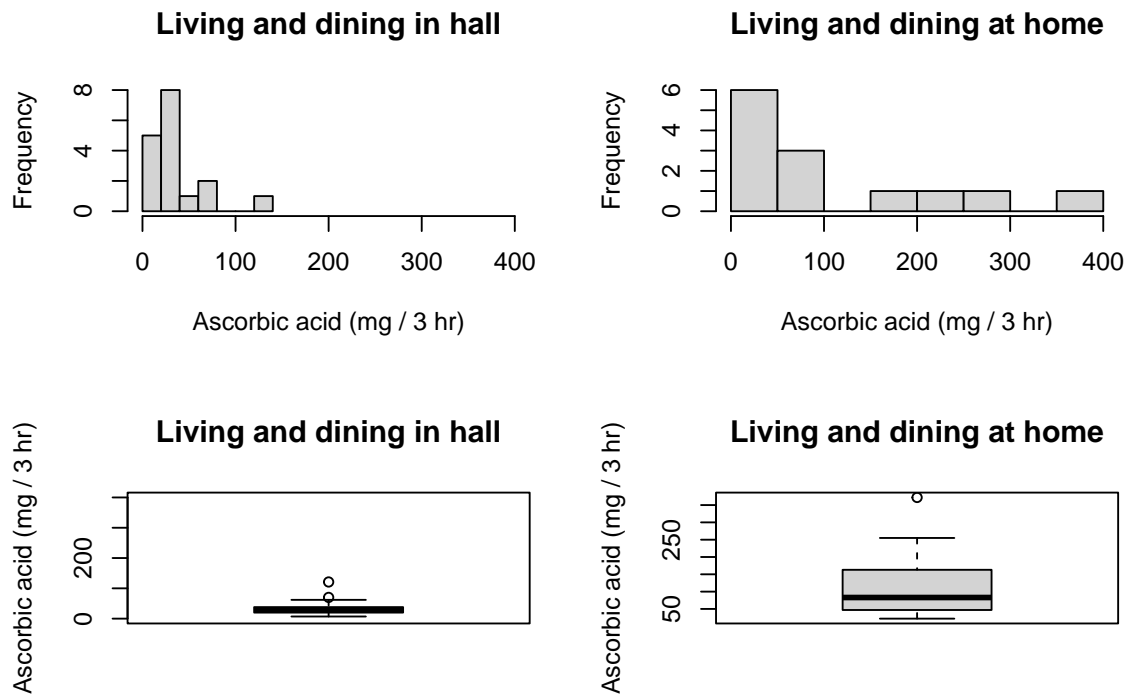 Living and dining in hall
Frequency
8
4
0
0 100 200 300 400
Ascorbic acid (mg / 3 hr)
Living and dining at home
Frequency
6
4
2
0
0 100 200 300 400
Ascorbic acid (mg / 3 hr)
Living and dining in hall
Ascorbic acid (mg / 3 hr)
200
0
Living and dining at home
Ascorbic acid (mg / 3 hr)
250
50